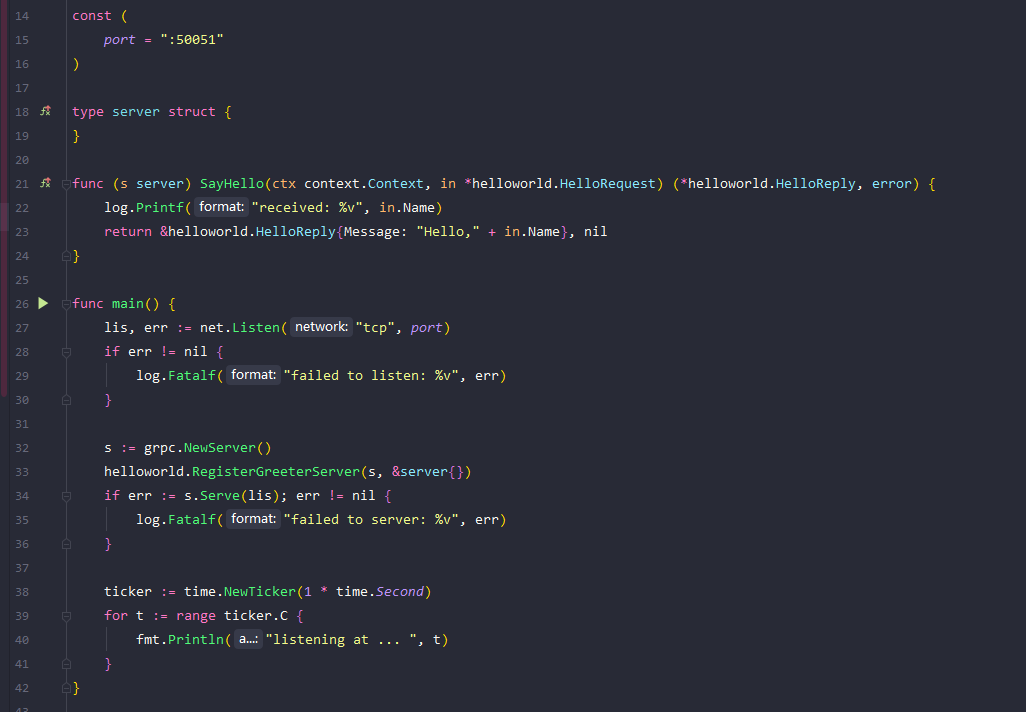 14 const (
15     port = ":50051"
16 )
17
18 type server struct {
19 }
20
21 func (s server) SayHello(ctx context.Context, in *helloworld.HelloRequest) (*helloworld.HelloReply, error) {
22     log.Printf( format: "received: %v", in.Name)
23     return &helloworld.HelloReply{Message: "Hello," + in.Name}, nil
24 }
25
26 func main() {
27     lis, err := net.Listen( network: "tcp", port)
28     if err != nil {
29         log.Fatalf( format: "failed to listen: %v", err)
30     }
31
32     s := grpc.NewServer()
33     helloworld.RegisterGreeterServer(s, &server{})
34     if err := s.Serve(lis); err != nil {
35         log.Fatalf( format: "failed to server: %v", err)
36     }
37
38     ticker := time.NewTicker(1 * time.Second)
39     for t := range ticker.C {
40         fmt.Println( a...: "listening at ... ", t)
41     }
42 }
43